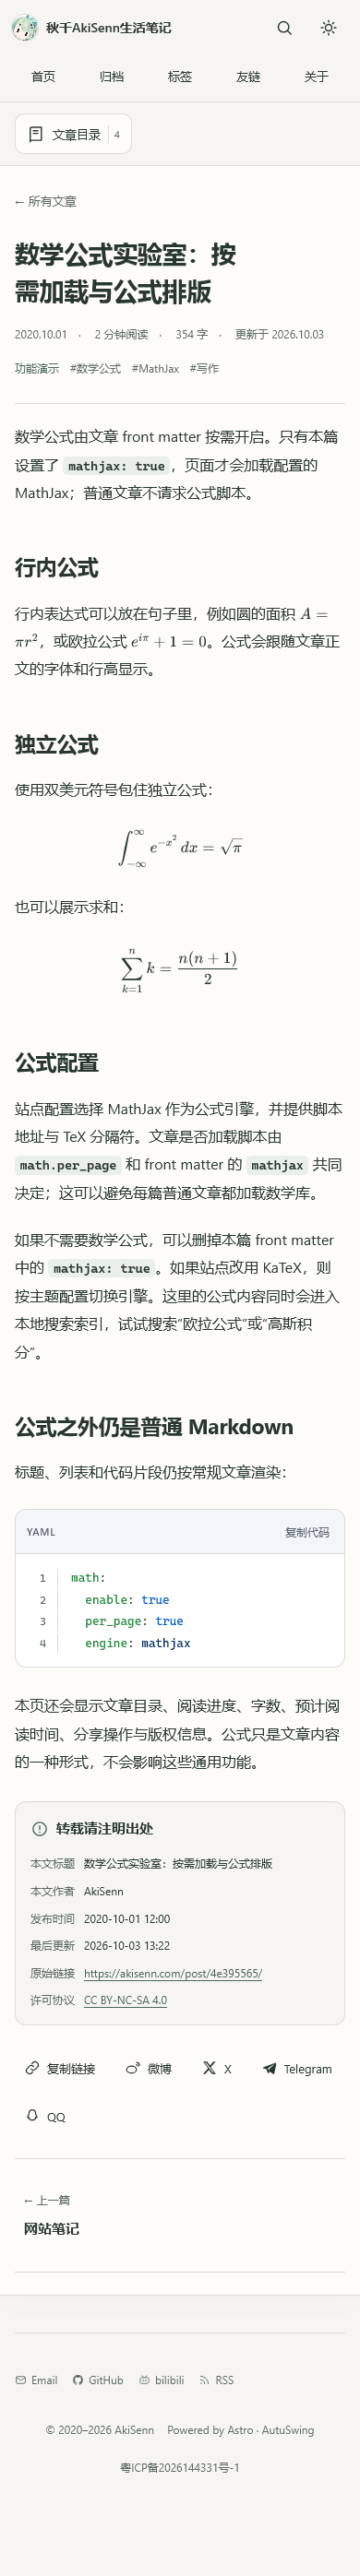 秋千AkiSenn生活笔记
首页 归档 标签 友链 关于
文章目录 4
← 所有文章
数学公式实验室：按
需加载与公式排版
2020.10.01 · 2 分钟阅读 · 354 字 · 更新于 2026.10.03
功能演示 #数学公式 #MathJax #写作
数学公式由文章 front matter 按需开启。只有本篇
设置了 mathjax: true，页面才会加载配置的
MathJax；普通文章不请求公式脚本。
行内公式
行内表达式可以放在句子里，例如圆的面积 A =
πr²，或欧拉公式 e^{iπ} + 1 = 0。公式会跟随文章正
文的字体和行高显示。
独立公式
使用双美元符号包住独立公式：
∫_{−∞}^{∞} e^{−x²} dx = √π
也可以展示求和：
∑_{k=1}^{n} k = n(n + 1)/2
公式配置
站点配置选择 MathJax 作为公式引擎，并提供脚本
地址与 TeX 分隔符。文章是否加载脚本由
math.per_page 和 front matter 的 mathjax 共同
决定；这可以避免每篇普通文章都加载数学库。
如果不需要数学公式，可以删掉本篇 front matter
中的 mathjax: true。如果站点改用 KaTeX，则
按主题配置切换引擎。这里的公式内容同时会进入
本地搜索索引，试试搜索“欧拉公式”或“高斯积
分”。
公式之外仍是普通 Markdown
标题、列表和代码片段仍按常规文章渲染：
YAML 复制代码
1 math:
2 enable: true
3 per_page: true
4 engine: mathjax
本页还会显示文章目录、阅读进度、字数、预计阅
读时间、分享操作与版权信息。公式只是文章内容
的一种形式，不会影响这些通用功能。
转载请注明出处
本文标题 数学公式实验室：按需加载与公式排版
本文作者 AkiSenn
发布时间 2020-10-01 12:00
最后更新 2026-10-03 13:22
原始链接 https://akisenn.com/post/4e395565/
许可协议 CC BY-NC-SA 4.0
复制链接 微博 X Telegram
QQ
← 上一篇
网站笔记
Email GitHub bilibili RSS
© 2020–2026 AkiSenn Powered by Astro · AutuSwing
粤ICP备2026144331号-1